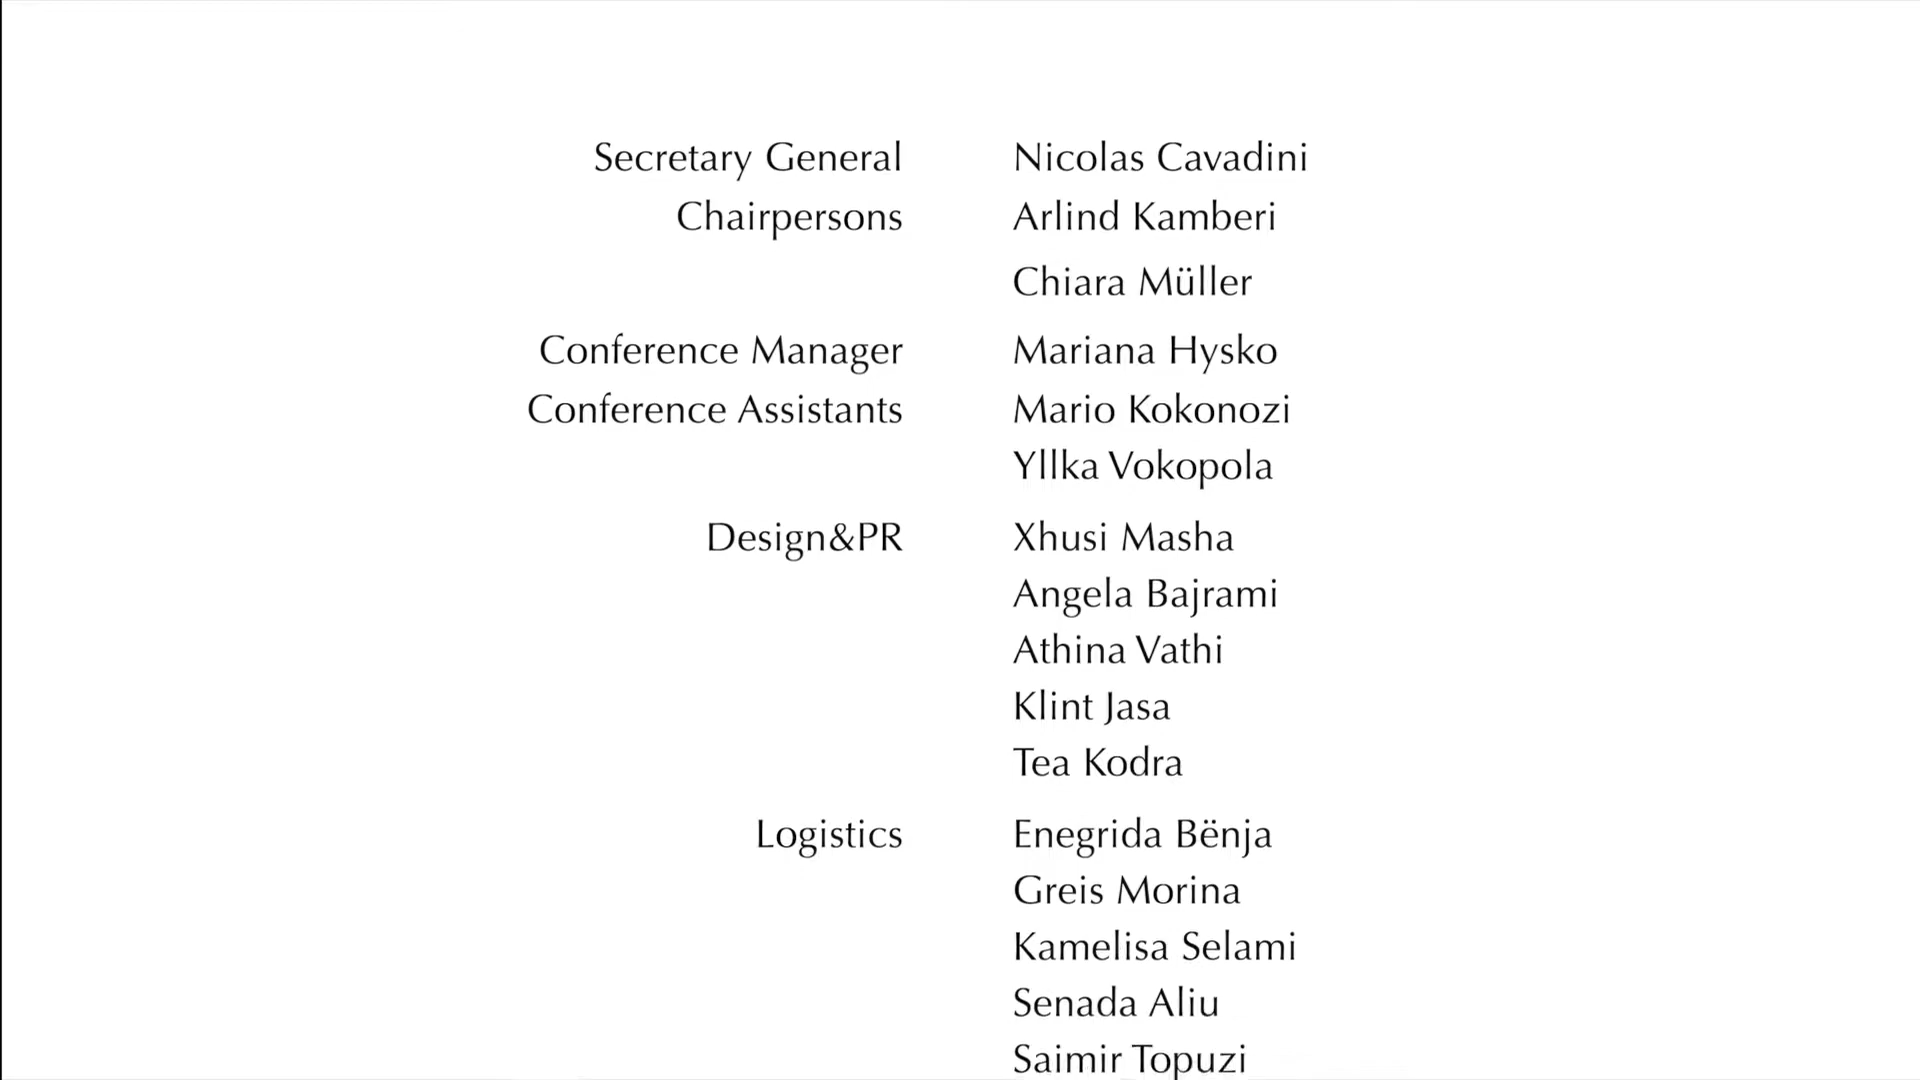 Secretary General Nicolas Cavadini
Chairpersons Arlind Kamberi
Chiara Müller
Conference Manager Mariana Hysko
Conference Assistants Mario Kokonozi
Yllka Vokopola
Design&PR Xhusi Masha
Angela Bajrami
Athina Vathi
Klint Jasa
Tea Kodra
Logistics Enegrida Bënja
Greis Morina
Kamelisa Selami
Senada Aliu
Saimir Topuzi